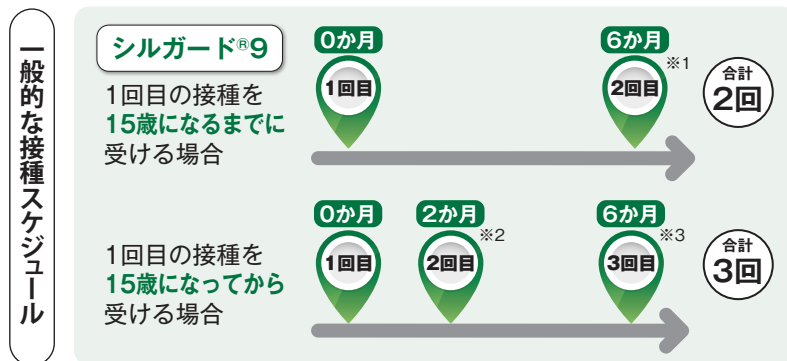 一般的な接種スケジュール
シルガード®9
1回目の接種を
15歳になるまでに
受ける場合
0か月
1回目
6か月
※1
2回目
合計
2回
1回目の接種を
15歳になってから
受ける場合
0か月
1回目
2か月
※2
2回目
6か月
※3
3回目
合計
3回